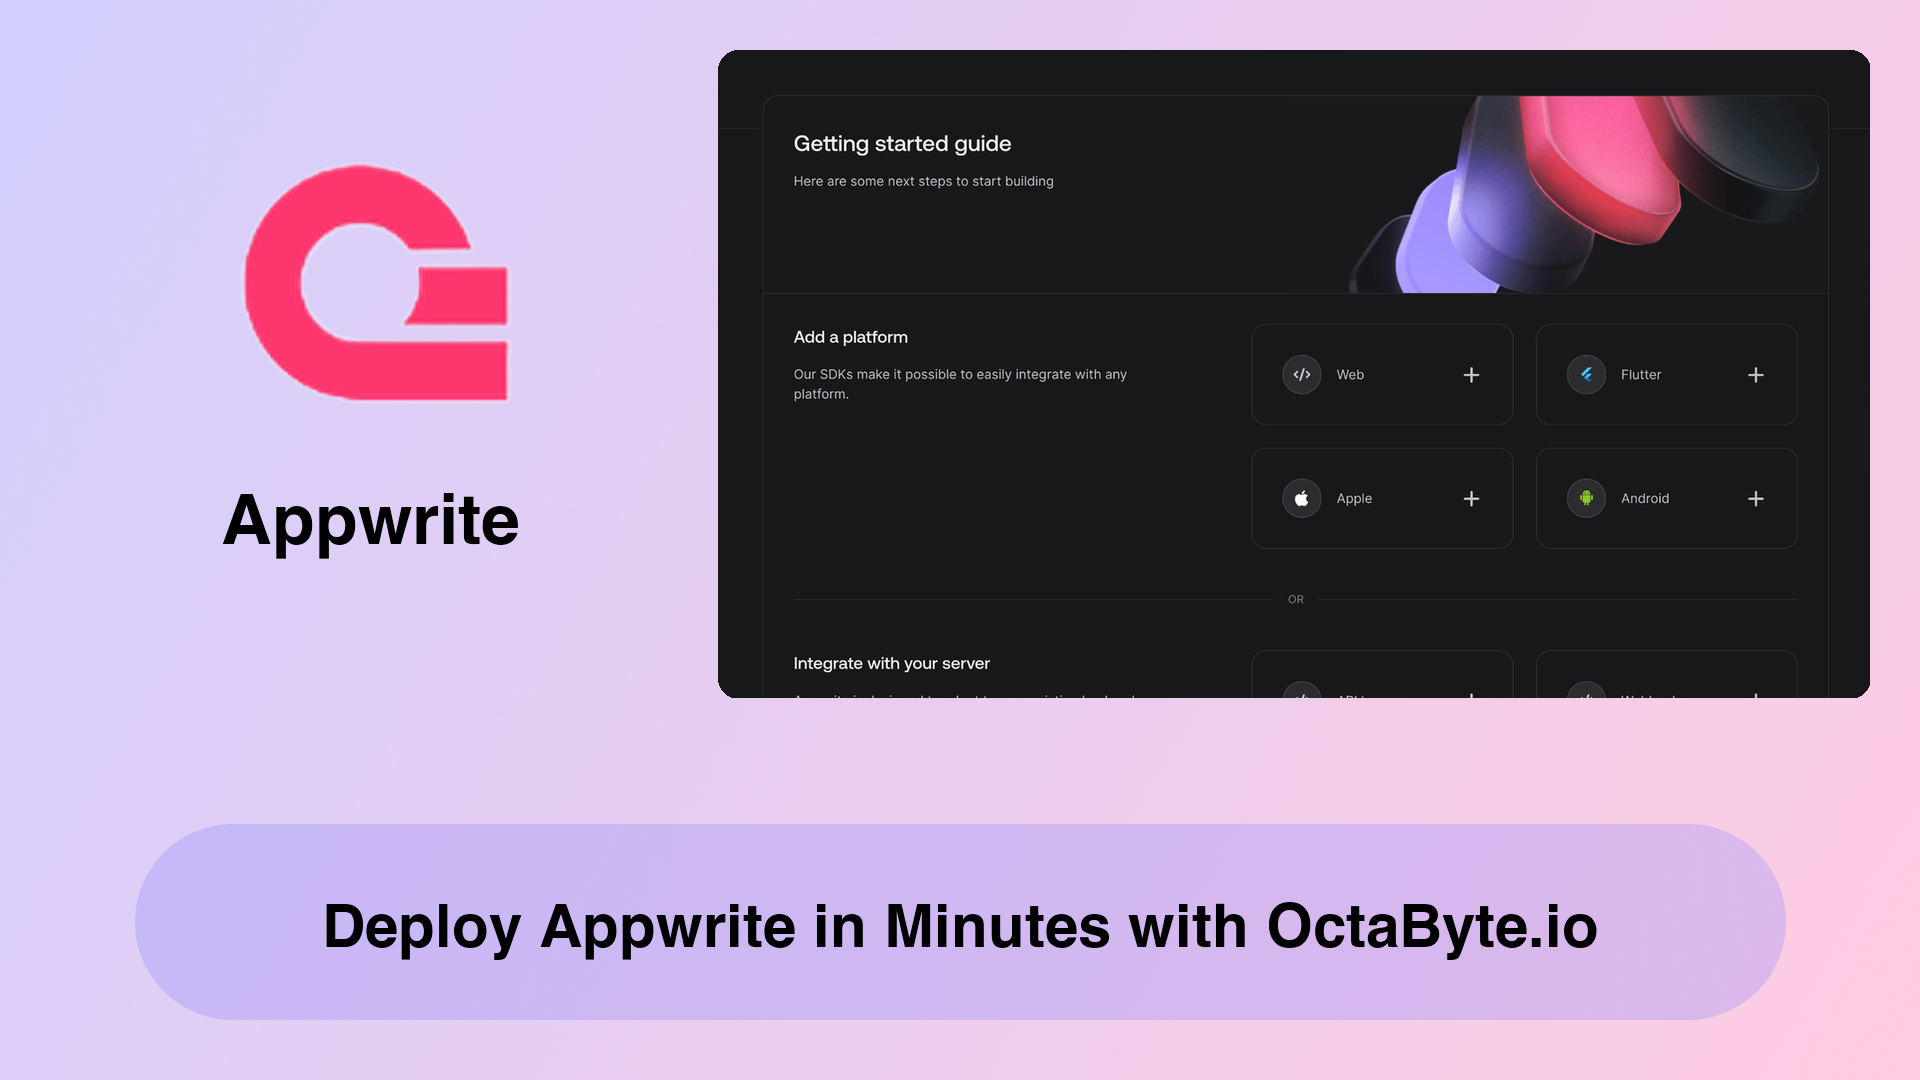 Appwrite
Getting started guide
Here are some next steps to start building
Add a platform
Our SDKs make it possible to easily integrate with any
platform.
Web
Flutter
Apple
Android
OR
Integrate with your server
Deploy Appwrite in Minutes with OctaByte.io